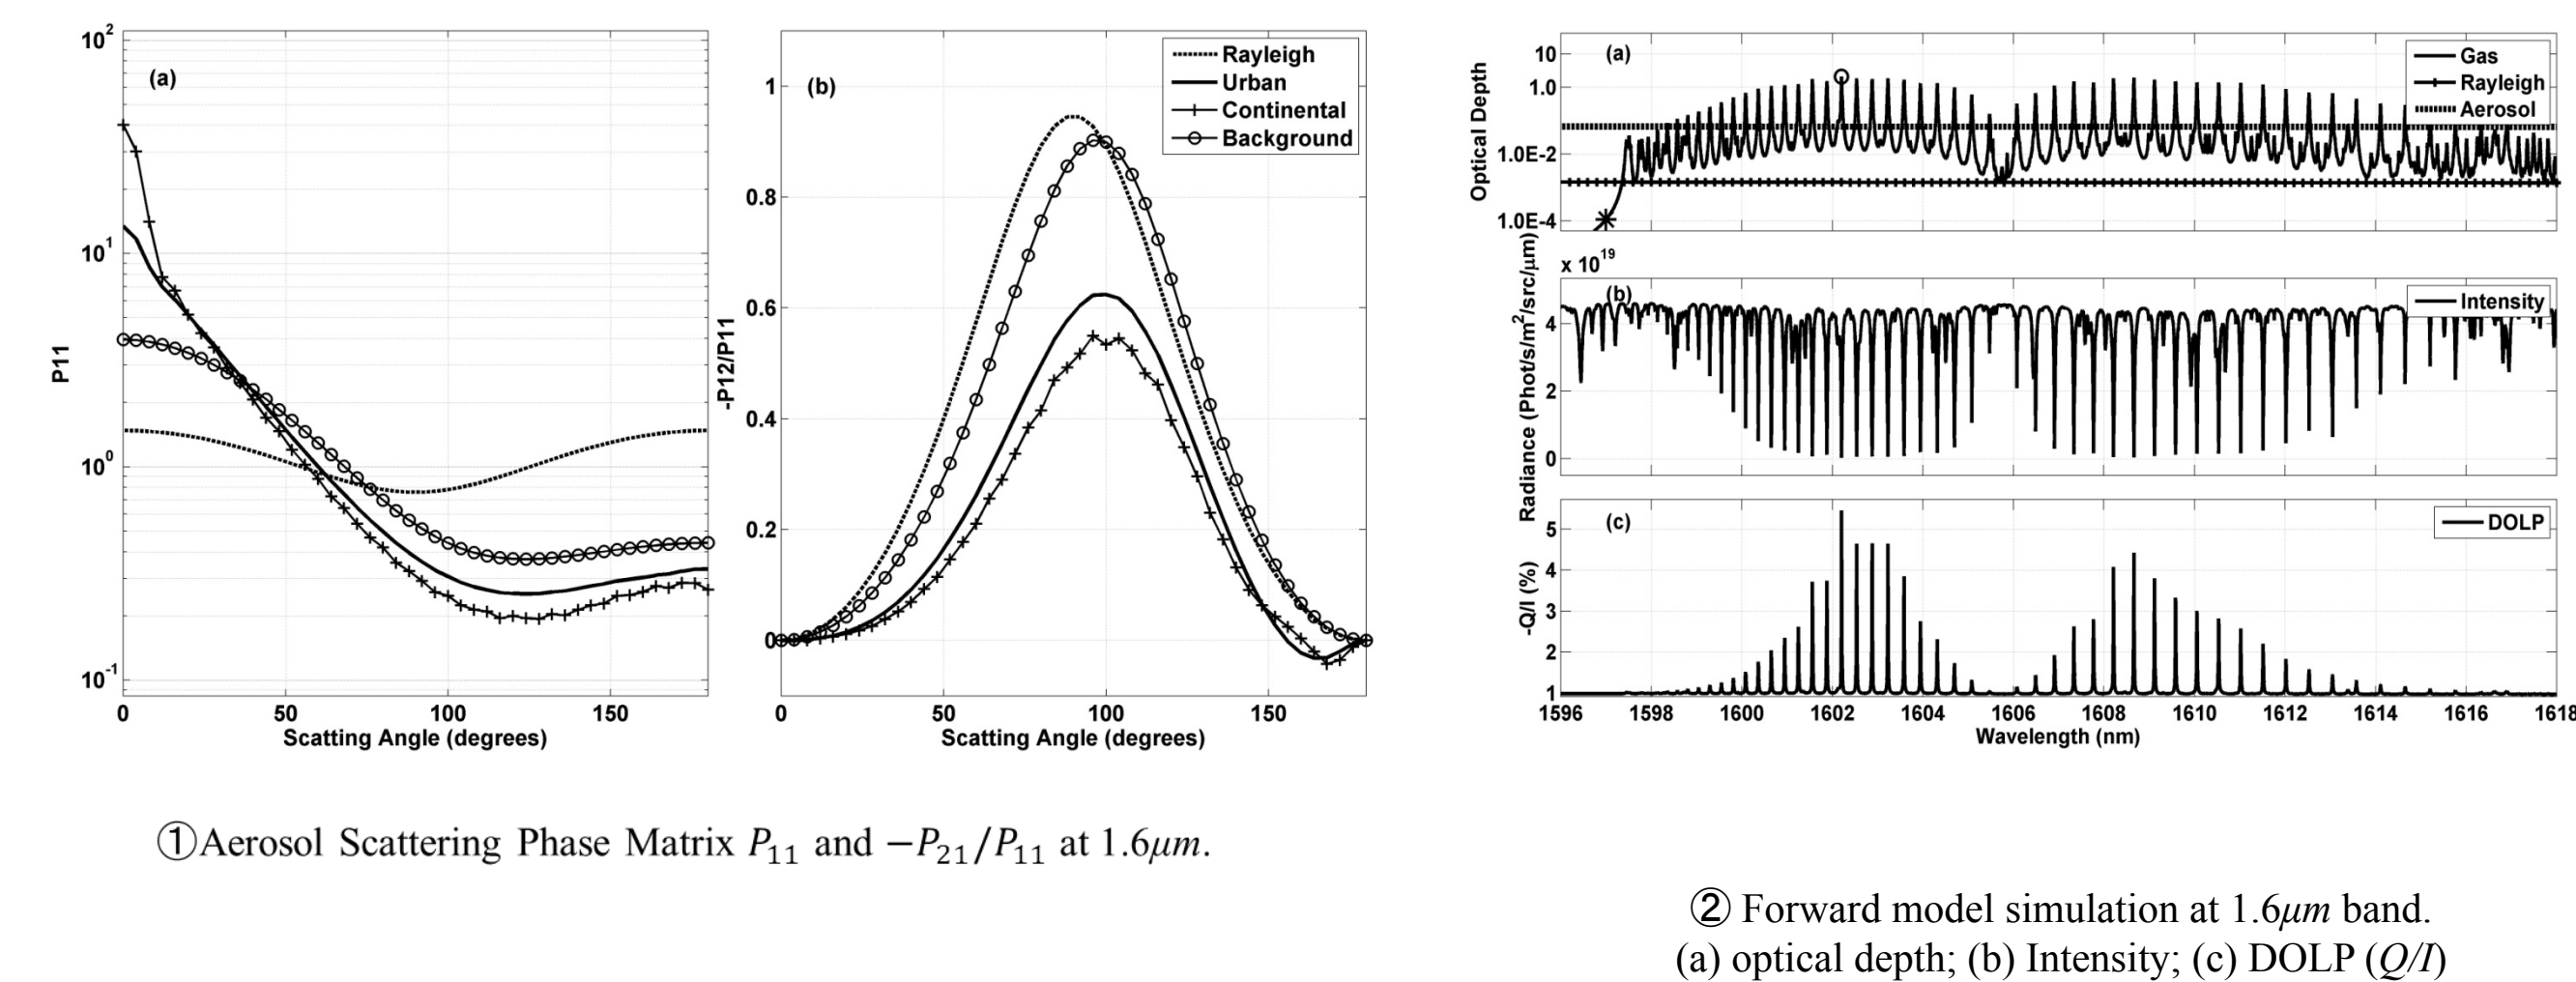 10²
10¹
10⁰
10⁻¹
P11
(a)
0
50
100
150
Scatting Angle (degrees)
1
0.8
0.6
0.4
0.2
0
-P12/P11
(b)
Rayleigh
Urban
Continental
Background
0
50
100
150
Scatting Angle (degrees)
①Aerosol Scattering Phase Matrix P₁₁ and −P₂₁/P₁₁ at 1.6μm.
Optical Depth
10
1.0
1.0E-2
1.0E-4
(a)
Gas
Rayleigh
Aerosol
x 10¹⁹
Radiance (Phot/s/m²/src/μm)
4
2
0
(b)
Intensity
-Q/I (%)
5
4
3
2
1
(c)
DOLP
1596
1598
1600
1602
1604
1606
1608
1610
1612
1614
1616
1618
Wavelength (nm)
② Forward model simulation at 1.6μm band.
(a) optical depth; (b) Intensity; (c) DOLP (Q/I)